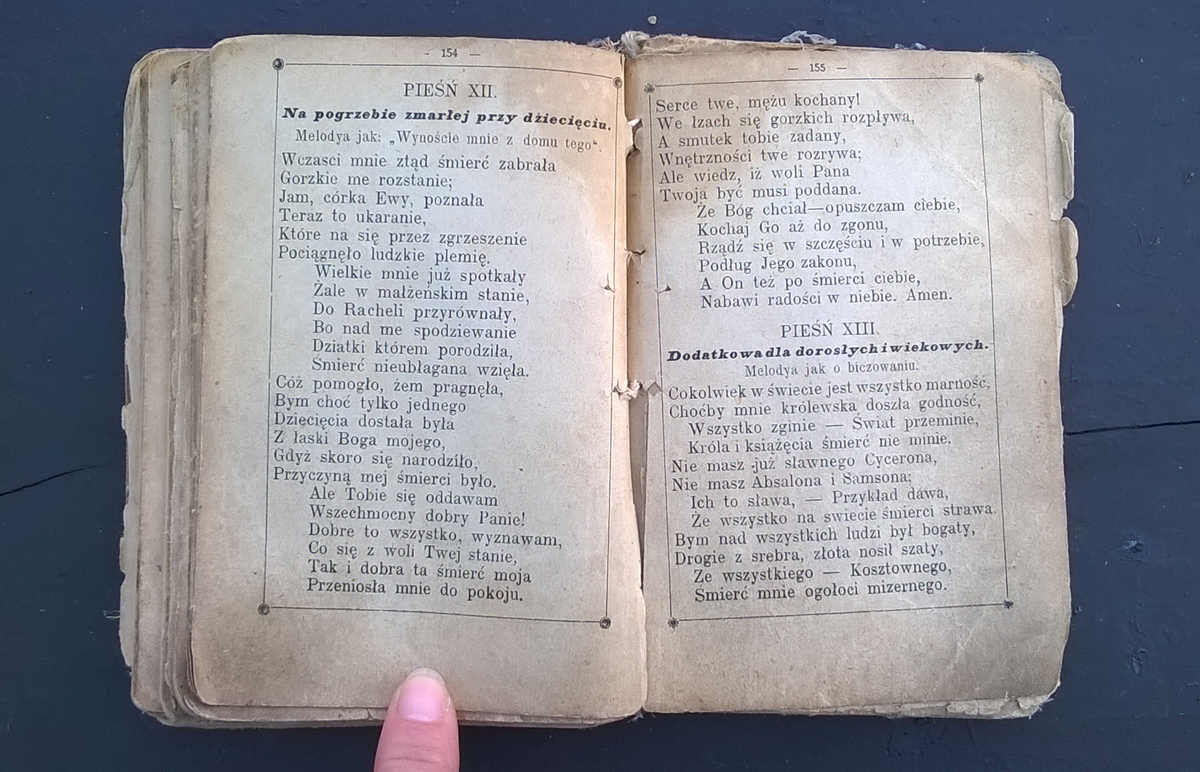 - 154 —
PIEŚŃ XII.
Na pogrzebie zmarłej przy dziecięciu.
Melodya jak: „Wynoście mnie z domu tego“.
Wczasci mnie ztąd śmierć zabrała
Gorzkie me rozstanie;
Jam, córka Ewy, poznała
Teraz to ukaranie,
Które na się przez zgrzeszenie
Pociągnęło ludzkie plemię.
Wielkie mnie już spotkały
Żale w małżeńskim stanie,
Do Racheli przyrównały,
Bo nad me spodziewanie
Dziatki którem porodziła,
Śmierć nieubłagana wzięła.
Cóż pomogło, żem pragnęła,
Bym choć tylko jednego
Dziecięcia dostała była
Z łaski Boga mojego,
Gdyż skoro się narodziło,
Przyczyną mej śmierci było.
Ale Tobie się oddawam
Wszechmocny dobry Panie!
Dobre to wszystko, wyznawam,
Co się z woli Twej stanie,
Tak i dobra ta śmierć moja
Przeniosła mnie do pokoju.
— 155 —
Serce twe, mężu kochany!
We łzach się gorzkich rozpływa,
A smutek tobie zadany,
Wnętrzności twe rozrywa;
Ale wiedz, iż woli Pana
Twoja być musi poddana.
Że Bóg chciał—opuszczam ciebie,
Kochaj Go aż do zgonu,
Rządź się w szczęściu i w potrzebie,
Podług Jego zakonu,
A On też po śmierci ciebie,
Nabawi radości w niebie. Amen.
PIEŚŃ XIII.
Dodatkowa dla dorosłych i wiekowych.
Melodya jak o biczowaniu.
Cokolwiek w świecie jest wszystko marność,
Choćby mnie królewska doszła godność,
Wszystko zginie — Świat przeminie,
Króla i książęcia śmierć nie minie.
Nie masz już sławnego Cycerona,
Nie masz Absalona i Samsona;
Ich to sława, — Przykład dawa,
Że wszystko na swiecie śmierci strawa.
Bym nad wszystkich ludzi był bogaty,
Drogie z srebra, złota nosił szaty,
Ze wszystkiego — Kosztownego,
Śmierć mnie ogołoci mizernego.